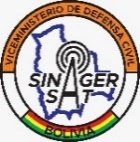 VICEMINISTERIO DE DEFENSA CIVIL
SINAGER
SAT
BOLIVIA